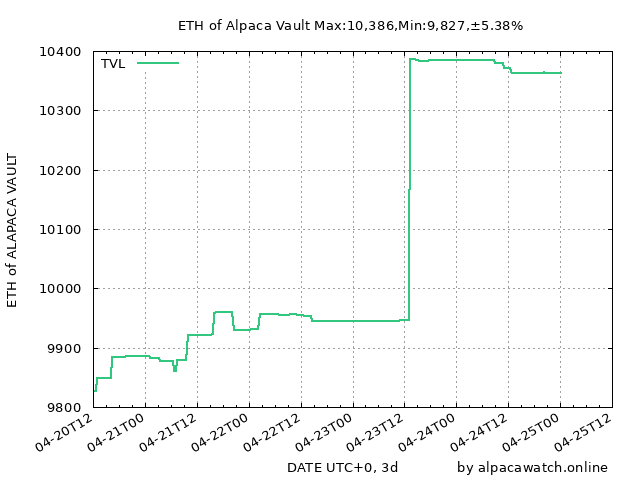 ETH of Alpaca Vault Max:10,386,Min:9,827,±5.38%
TVL
ETH of ALAPACA VAULT
10400
10300
10200
10100
10000
9900
9800
04-20T12
04-21T00
04-21T12
04-22T00
04-22T12
04-23T00
04-23T12
04-24T00
04-24T12
04-25T00
04-25T12
DATE UTC+0, 3d
by alpacawatch.online